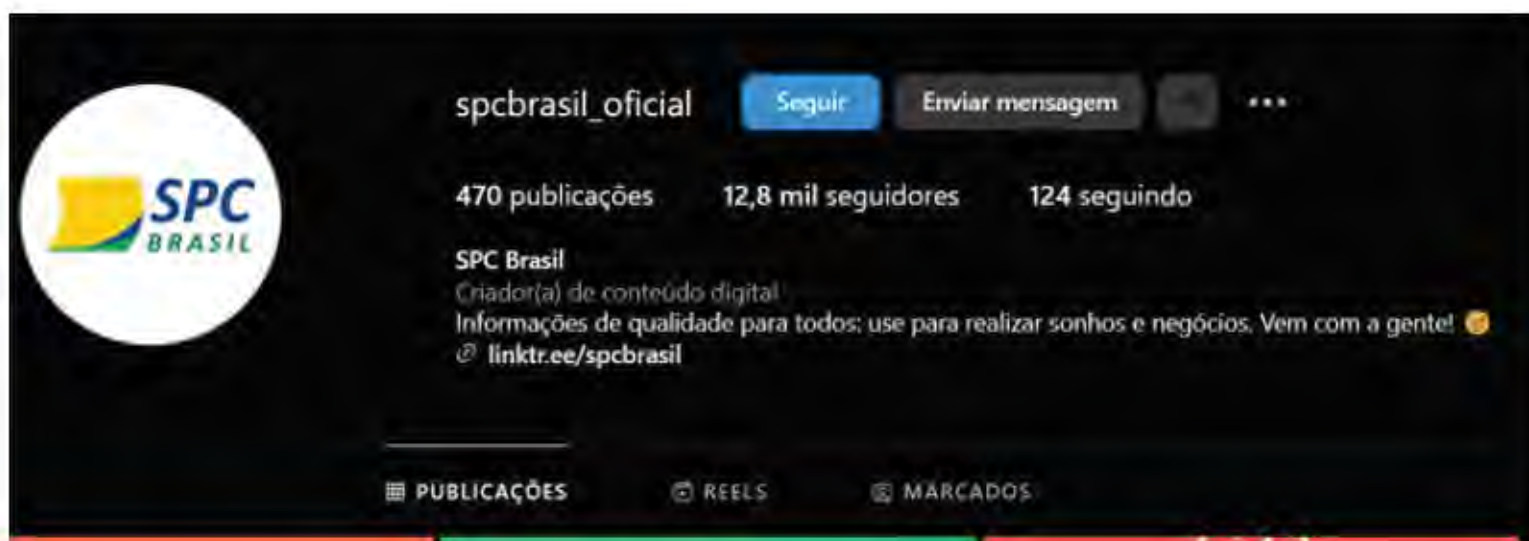 spcbrasil_oficial Seguir Enviar mensagem
470 publicações 12,8 mil seguidores 124 seguindo
SPC
BRASIL
SPC Brasil
Criador(a) de conteúdo digital
Informações de qualidade para todos: use para realizar sonhos e negócios. Vem com a gente!
linktr.ee/spcbrasil
PUBLICAÇÕES REELS MARCADOS